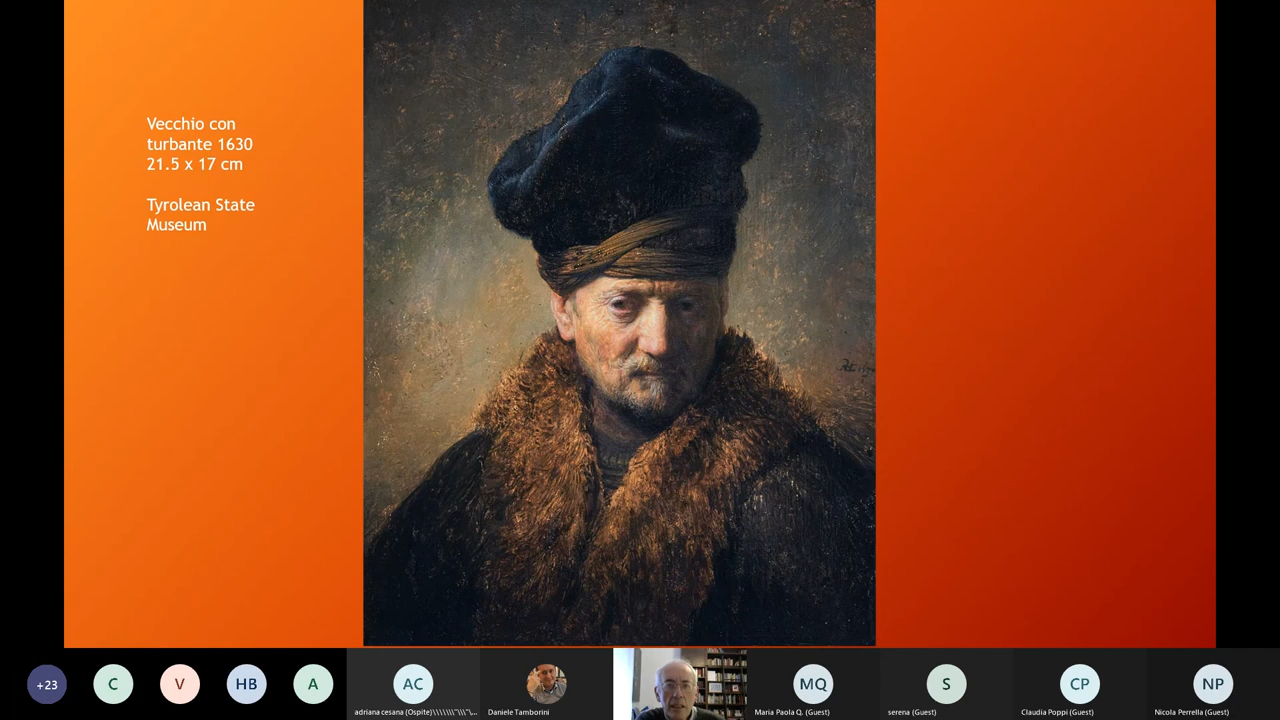 Vecchio con
turbante 1630
21.5 x 17 cm
Tyrolean State
Museum
+23
C
V
HB
A
AC
MQ
S
CP
NP
adriana cesana (Ospite)\\\\\\\"\\\"\...
Daniele Tamborini
Maria Paola Q. (Guest)
serena (Guest)
Claudia Poppi (Guest)
Nicola Perrella (Guest)